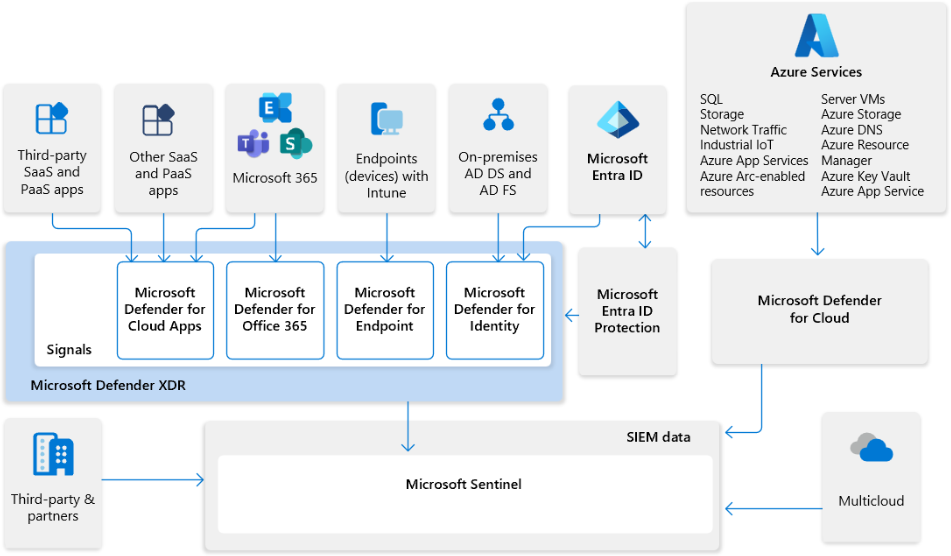 Azure Services
SQL
Storage
Network Traffic
Industrial IoT
Azure App Services
Azure Arc-enabled
resources
Server VMs
Azure Storage
Azure DNS
Azure Resource
Manager
Azure Key Vault
Azure App Service
Third-party
SaaS and
PaaS apps
Other SaaS
and PaaS
apps
Microsoft 365
Endpoints
(devices) with
Intune
On-premises
AD DS and
AD FS
Microsoft
Entra ID
Signals
Microsoft
Defender for
Cloud Apps
Microsoft
Defender for
Office 365
Microsoft
Defender for
Endpoint
Microsoft
Defender for
Identity
Microsoft Defender XDR
Microsoft
Entra ID
Protection
Microsoft Defender
for Cloud
Third-party &
partners
SIEM data
Microsoft Sentinel
Multicloud